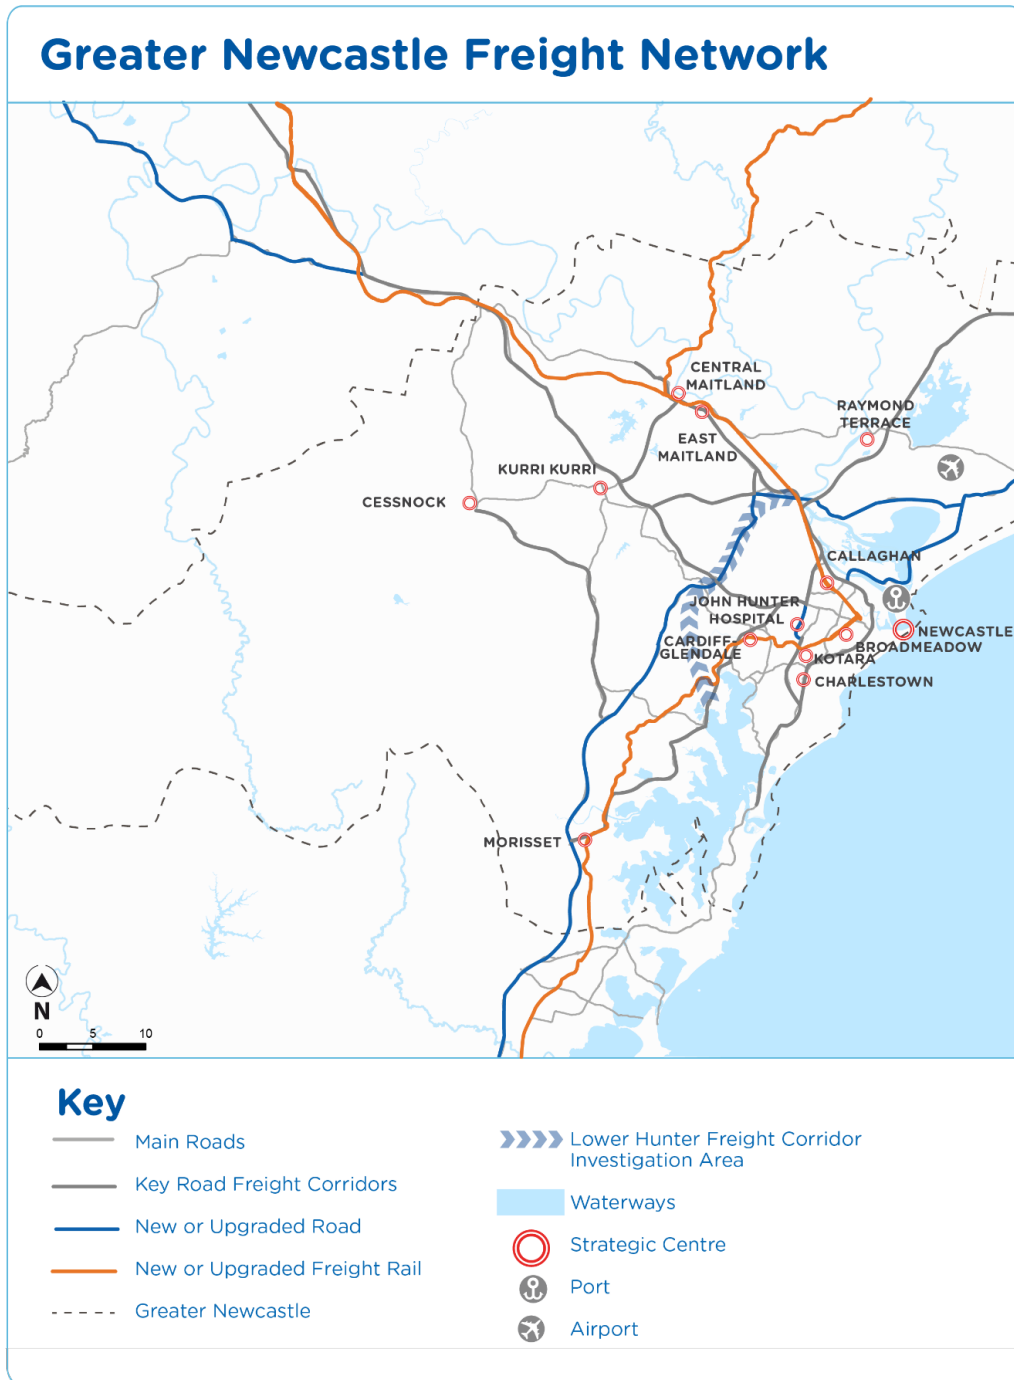 Greater Newcastle Freight Network
CENTRAL
MAITLAND
RAYMOND
TERRACE
EAST
MAITLAND
KURRI KURRI
CESSNOCK
CALLAGHAN
JOHN HUNTER
HOSPITAL
NEWCASTLE
CARDIFF-
GLENDALE
BROADMEADOW
KOTARA
CHARLESTOWN
MORISSET
N
0 5 10
Key
Main Roads
Key Road Freight Corridors
New or Upgraded Road
New or Upgraded Freight Rail
Greater Newcastle
Lower Hunter Freight Corridor
Investigation Area
Waterways
Strategic Centre
Port
Airport